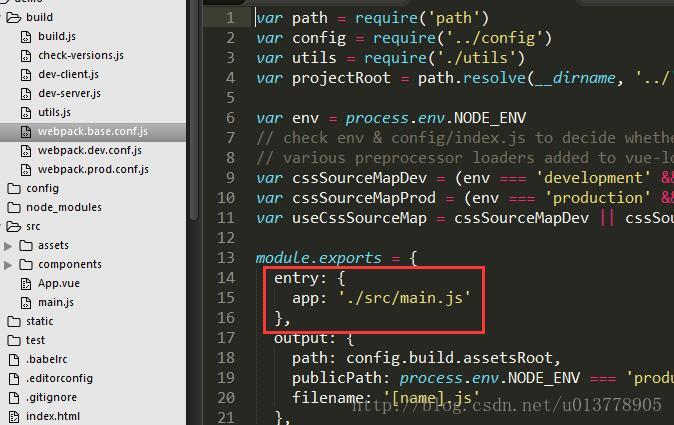 demo
build
build.js
check-versions.js
dev-client.js
dev-server.js
utils.js
webpack.base.conf.js
webpack.dev.conf.js
webpack.prod.conf.js
config
node_modules
src
assets
components
App.vue
main.js
static
test
.babelrc
.editorconfig
.gitignore
index.html
1 var path = require('path')
2 var config = require('../config')
3 var utils = require('./utils')
4 var projectRoot = path.resolve(__dirname, '../
5
6 var env = process.env.NODE_ENV
7 // check env & config/index.js to decide whethe
8 // various preprocessor loaders added to vue-lo
9 var cssSourceMapDev = (env === 'development' &&
10 var cssSourceMapProd = (env === 'production' &&
11 var useCssSourceMap = cssSourceMapDev || cssSou
12
13 module.exports = {
14 entry: {
15 app: './src/main.js'
16 },
17 output: {
18 path: config.build.assetsRoot,
19 publicPath: process.env.NODE_ENV === 'produ
20 filename: '[name].js'
21 },
http://blog.csdn.net/u013778905